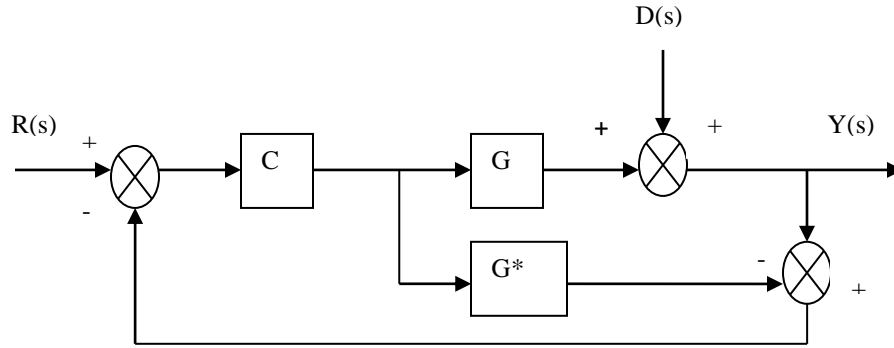 D(s)
R(s)
+
+
+
Y(s)
C
G
-
G*
-
+